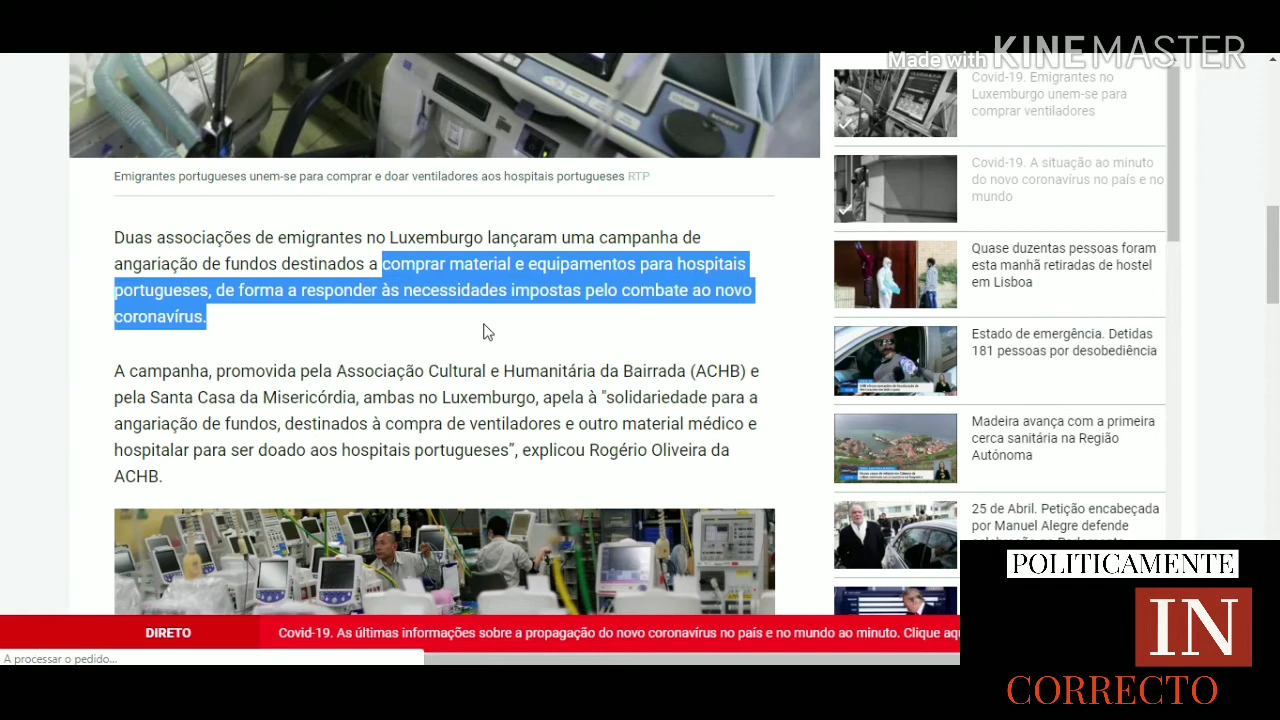 Made with KINEMASTER
Emigrantes portugueses unem-se para comprar e doar ventiladores aos hospitais portugueses RTP
Duas associações de emigrantes no Luxemburgo lançaram uma campanha de
angariação de fundos destinados a comprar material e equipamentos para hospitais
portugueses, de forma a responder às necessidades impostas pelo combate ao novo
coronavírus.
A campanha, promovida pela Associação Cultural e Humanitária da Bairrada (ACHB) e
pela Santa Casa da Misericórdia, ambas no Luxemburgo, apela à "solidariedade para a
angariação de fundos, destinados à compra de ventiladores e outro material médico e
hospitalar para ser doado aos hospitais portugueses”, explicou Rogério Oliveira da
ACHB.
Covid-19. Emigrantes no
Luxemburgo unem-se para
comprar ventiladores
Covid-19. A situação ao minuto
do novo coronavírus no país e no
mundo
Quase duzentas pessoas foram
esta manhã retiradas de hostel
em Lisboa
Estado de emergência. Detidas
181 pessoas por desobediência
Madeira avança com a primeira
cerca sanitária na Região
Autónoma
25 de Abril. Petição encabeçada
por Manuel Alegre defende
DIRETO
Covid-19. As últimas informações sobre a propagação do novo coronavírus no país e no mundo ao minuto. Clique aqu
A processar o pedido...
POLITICAMENTE
IN
CORRECTO